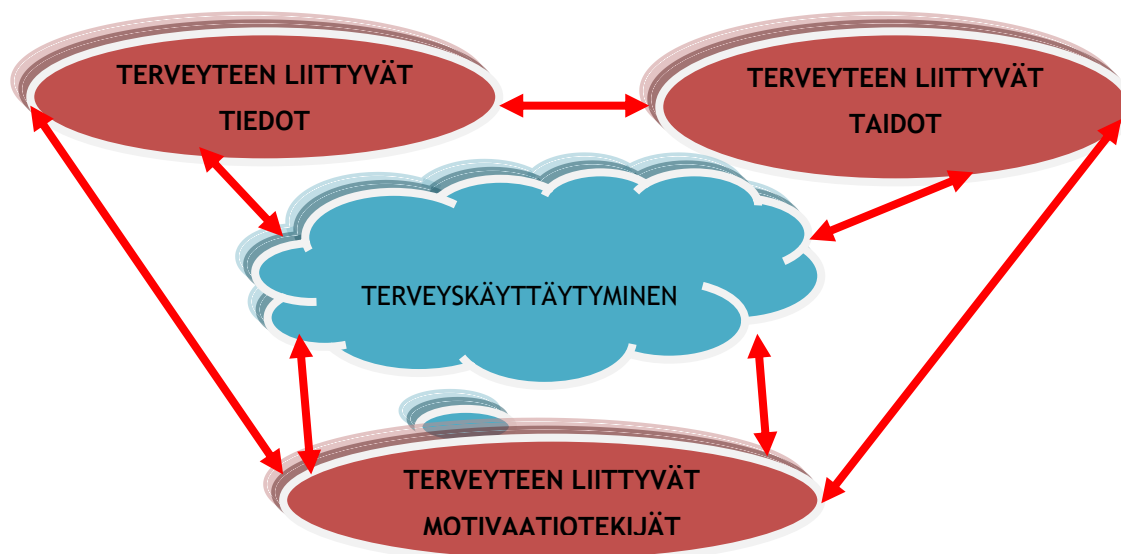 TERVEYTEEN LIITTYVÄT
TIEDOT
TERVEYTEEN LIITTYVÄT
TAIDOT
TERVEYSKÄYTTÄYTYMINEN
TERVEYTEEN LIITTYVÄT
MOTIVAATIOTEKIJÄT